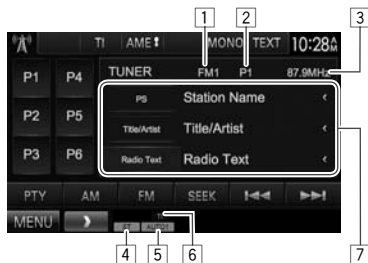 1 2 3
TI AME MONO TEXT 10:28AM
P1 P4 TUNER FM1 P1 87.9MHz
PS Station Name
P2 P5 Title/Artist Title/Artist
P3 P6 Radio Text Radio Text
PTY AM FM SEEK
MENU ST AUTO1
4 5 6 7